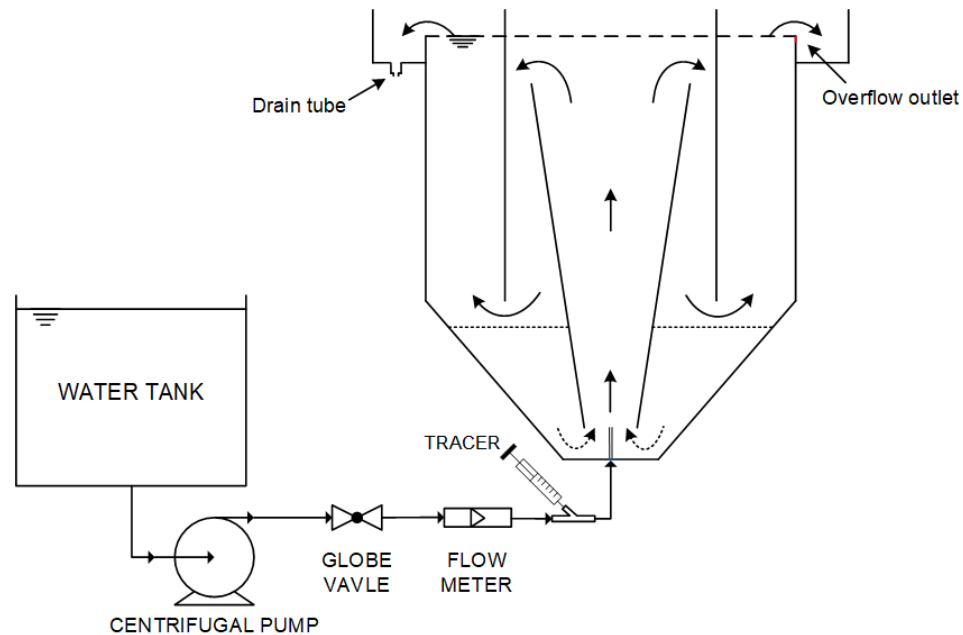 Drain tube
Overflow outlet
WATER TANK
TRACER
GLOBE
VAVLE
FLOW
METER
CENTRIFUGAL PUMP